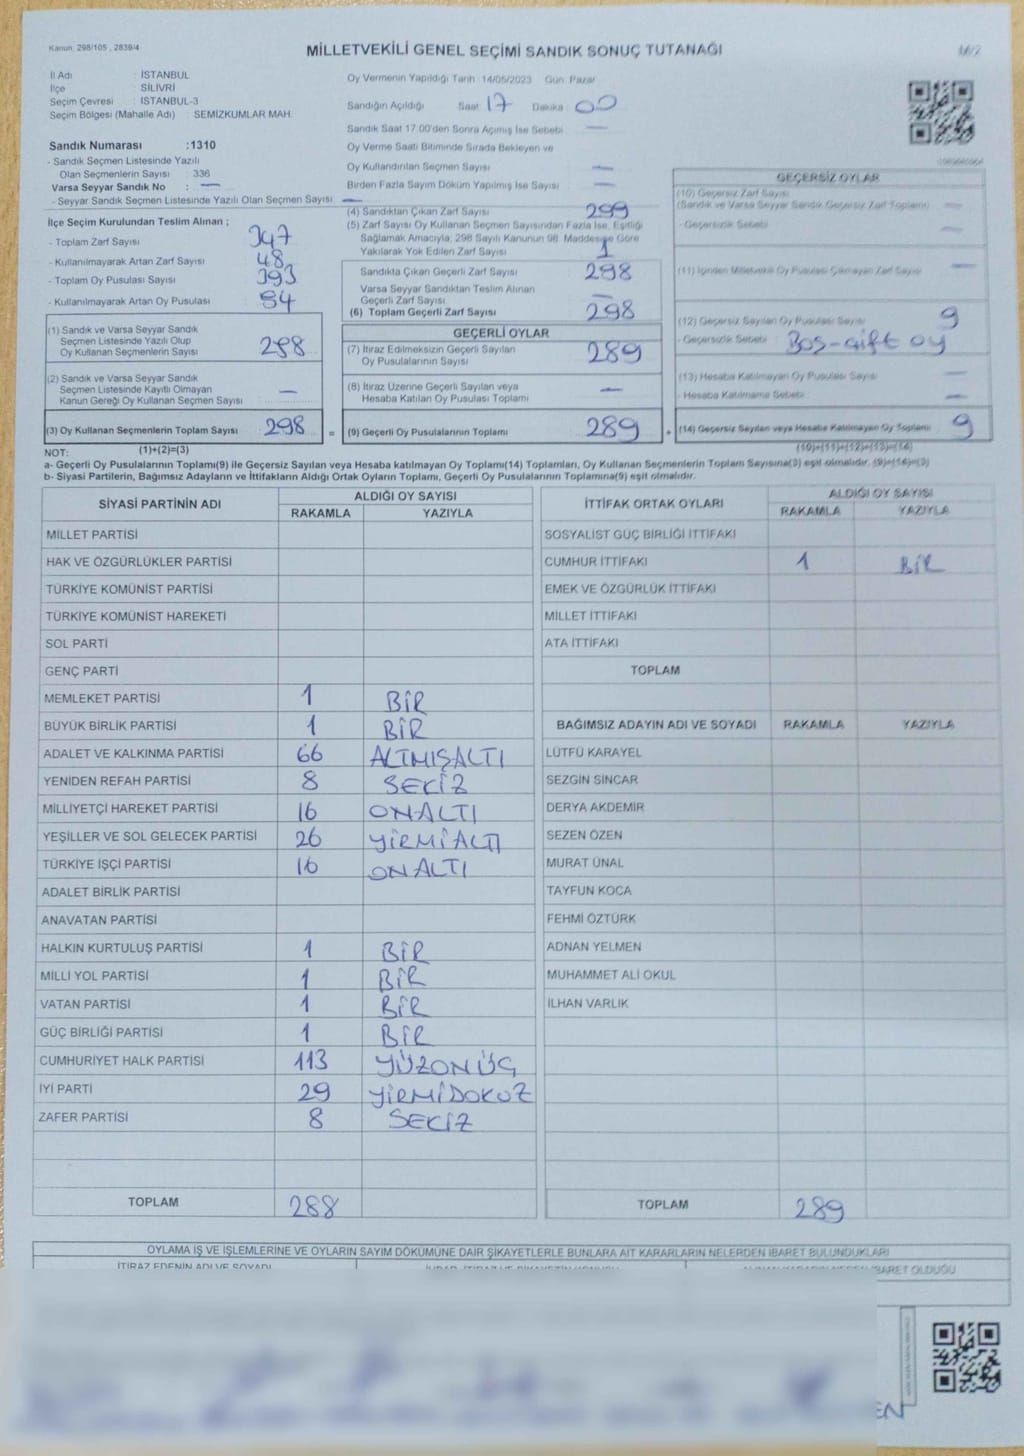 Kanun: 298/105 , 2839/4
MİLLETVEKİLİ GENEL SEÇİMİ SANDIK SONUÇ TUTANAĞI
İl Adı : İSTANBUL
İlçe : SİLİVRİ
Seçim Çevresi : İSTANBUL-3
Seçim Bölgesi (Mahalle Adı) : SEMİZKUMLAR MAH.
Sandık Numarası :1310
- Sandık Seçmen Listesinde Yazılı
Olan Seçmenlerin Sayısı : 336
Varsa Seyyar Sandık No : —
- Seyyar Sandık Seçmen Listesinde Yazılı Olan Seçmen Sayısı : —
İlçe Seçim Kurulundan Teslim Alınan ;
- Toplam Zarf Sayısı 347
- Kullanılmayarak Artan Zarf Sayısı 48
- Toplam Oy Pusulası Sayısı 393
- Kullanılmayarak Artan Oy Pusulası 94
(1) Sandık ve Varsa Seyyar Sandık
Seçmen Listesinde Yazılı Olup
Oy Kullanan Seçmenlerin Sayısı 298
(2) Sandık ve Varsa Seyyar Sandık
Seçmen Listesinde Kayıtlı Olmayan
Kanun Gereği Oy Kullanan Seçmen Sayısı —
(3) Oy Kullanan Seçmenlerin Toplam Sayısı 298
Oy Vermenin Yapıldığı Tarih :14/05/2023 Gün: Pazar
Sandığın Açıldığı Saat 17 Dakika 00
Sandık Saat 17:00'den Sonra Açılmış İse Sebebi —
Oy Verme Saati Bitiminde Sırada Bekleyen ve
Oy Kullandırılan Seçmen Sayısı —
Birden Fazla Sayım Döküm Yapılmış İse Sayısı —
(4) Sandıktan Çıkan Zarf Sayısı 299
(5) Zarf Sayısı Oy Kullanan Seçmen Sayısından Fazla İse, Eşitliği
Sağlamak Amacıyla, 298 Sayılı Kanunun 98. Maddesine Göre
Yakılarak Yok Edilen Zarf Sayısı 1
Sandıkta Çıkan Geçerli Zarf Sayısı 298
Varsa Seyyar Sandıktan Teslim Alınan
Geçerli Zarf Sayısı —
(6) Toplam Geçerli Zarf Sayısı 298
GEÇERLİ OYLAR
(7) İtiraz Edilmeksizin Geçerli Sayılan
Oy Pusulalarının Sayısı 289
(8) İtiraz Üzerine Geçerli Sayılan veya
Hesaba Katılan Oy Pusulası Toplamı —
= (9) Geçerli Oy Pusulalarının Toplamı 289
GEÇERSİZ OYLAR
(10) Geçersiz Zarf Sayısı
(Sandık ve Varsa Seyyar Sandık Geçersiz Zarf Toplamı) —
- Geçersizlik Sebebi —
(11) İçinden Milletvekili Oy Pusulası Çıkmayan Zarf Sayısı —
(12) Geçersiz Sayılan Oy Pusulası Sayısı 9
- Geçersizlik Sebebi : Boş-Çift oy
(13) Hesaba Katılmayan Oy Pusulası Sayısı —
- Hesaba Katılmama Sebebi —
+ (14) Geçersiz Sayılan veya Hesaba Katılmayan Oy Toplamı 9
NOT: (1)+(2)=(3) (10)+(11)+(12)+(13)=(14)
a- Geçerli Oy Pusulalarının Toplamı(9) ile Geçersiz Sayılan veya Hesaba katılmayan Oy Toplamı(14) Toplamları, Oy Kullanan Seçmenlerin Toplam Sayısına(3) eşit olmalıdır. (9)+(14)=(3)
b- Siyasi Partilerin, Bağımsız Adayların ve İttifakların Aldığı Ortak Oyların Toplamı, Geçerli Oy Pusulalarının Toplamına(9) eşit olmalıdır.
SİYASİ PARTİNİN ADI ALDIĞI OY SAYISI
RAKAMLA YAZIYLA
MİLLET PARTİSİ
HAK VE ÖZGÜRLÜKLER PARTİSİ
TÜRKİYE KOMÜNİST PARTİSİ
TÜRKİYE KOMÜNİST HAREKETİ
SOL PARTİ
GENÇ PARTİ
MEMLEKET PARTİSİ 1 BİR
BÜYÜK BİRLİK PARTİSİ 1 BİR
ADALET VE KALKINMA PARTİSİ 66 ALTMIŞALTI
YENİDEN REFAH PARTİSİ 8 SEKİZ
MİLLİYETÇİ HAREKET PARTİSİ 16 ONALTI
YEŞİLLER VE SOL GELECEK PARTİSİ 26 YİRMİALTI
TÜRKİYE İŞÇİ PARTİSİ 16 ONALTI
ADALET BİRLİK PARTİSİ
ANAVATAN PARTİSİ
HALKIN KURTULUŞ PARTİSİ 1 BİR
MİLLİ YOL PARTİSİ 1 BİR
VATAN PARTİSİ 1 BİR
GÜÇ BİRLİĞİ PARTİSİ 1 BİR
CUMHURİYET HALK PARTİSİ 113 YÜZONÜÇ
İYİ PARTİ 29 YİRMİDOKUZ
ZAFER PARTİSİ 8 SEKİZ
TOPLAM 288
İTTİFAK ORTAK OYLARI ALDIĞI OY SAYISI
RAKAMLA YAZIYLA
SOSYALİST GÜÇ BİRLİĞİ İTTİFAKI
CUMHUR İTTİFAKI 1 BİR
EMEK VE ÖZGÜRLÜK İTTİFAKI
MİLLET İTTİFAKI
ATA İTTİFAKI
TOPLAM
BAĞIMSIZ ADAYIN ADI VE SOYADI RAKAMLA YAZIYLA
LÜTFÜ KARAYEL
SEZGİN SİNCAR
DERYA AKDEMİR
SEZEN ÖZEN
MURAT ÜNAL
TAYFUN KOCA
FEHMİ ÖZTÜRK
ADNAN YELMEN
MUHAMMET ALİ OKUL
İLHAN VARLIK
TOPLAM 289
OYLAMA İŞ VE İŞLEMLERİNE VE OYLARIN SAYIM DÖKÜMÜNE DAİR ŞİKAYETLERLE BUNLARA AİT KARARLARIN NELERDEN İBARET BULUNDUKLARI
İTİRAZ EDENİN ADI VE SOYADI
İBARET OLDUĞU